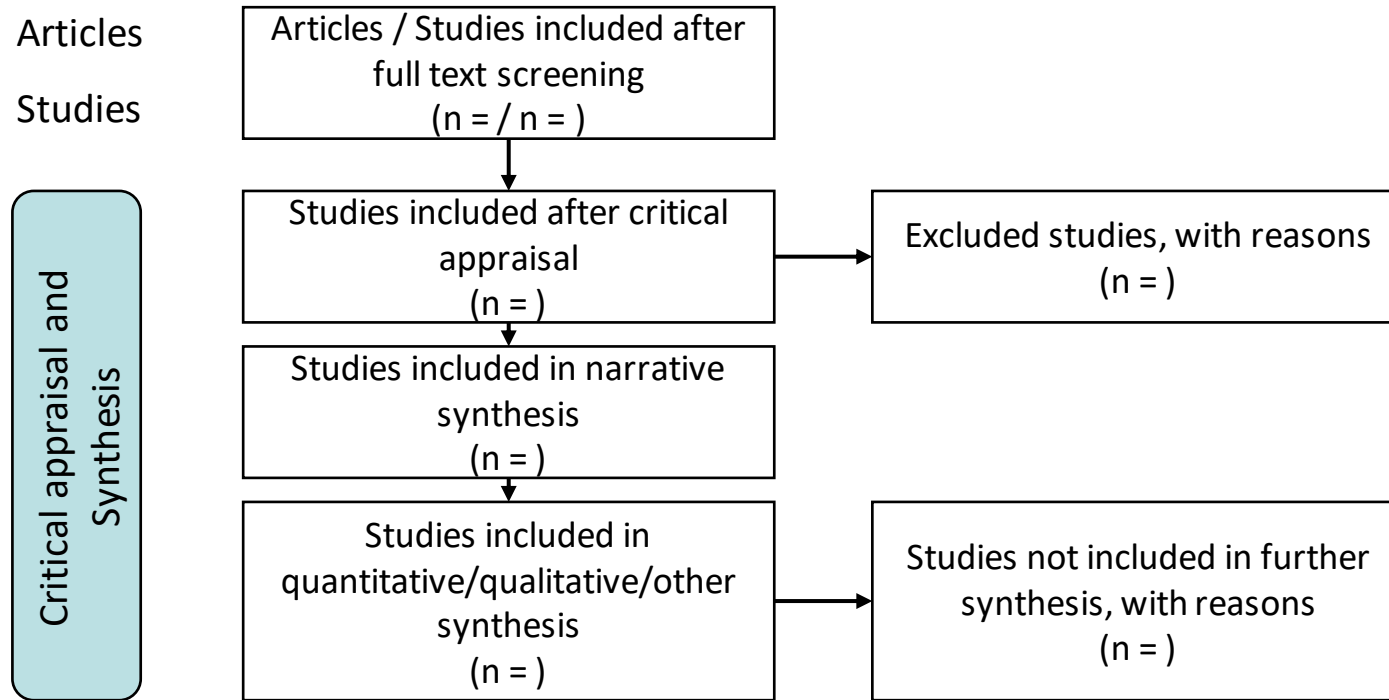 Articles
Studies
Articles / Studies included after
full text screening
(n = / n = )
Critical appraisal and
Synthesis
Studies included after critical
appraisal
(n = )
Excluded studies, with reasons
(n = )
Studies included in narrative
synthesis
(n = )
Studies included in
quantitative/qualitative/other
synthesis
(n = )
Studies not included in further
synthesis, with reasons
(n = )